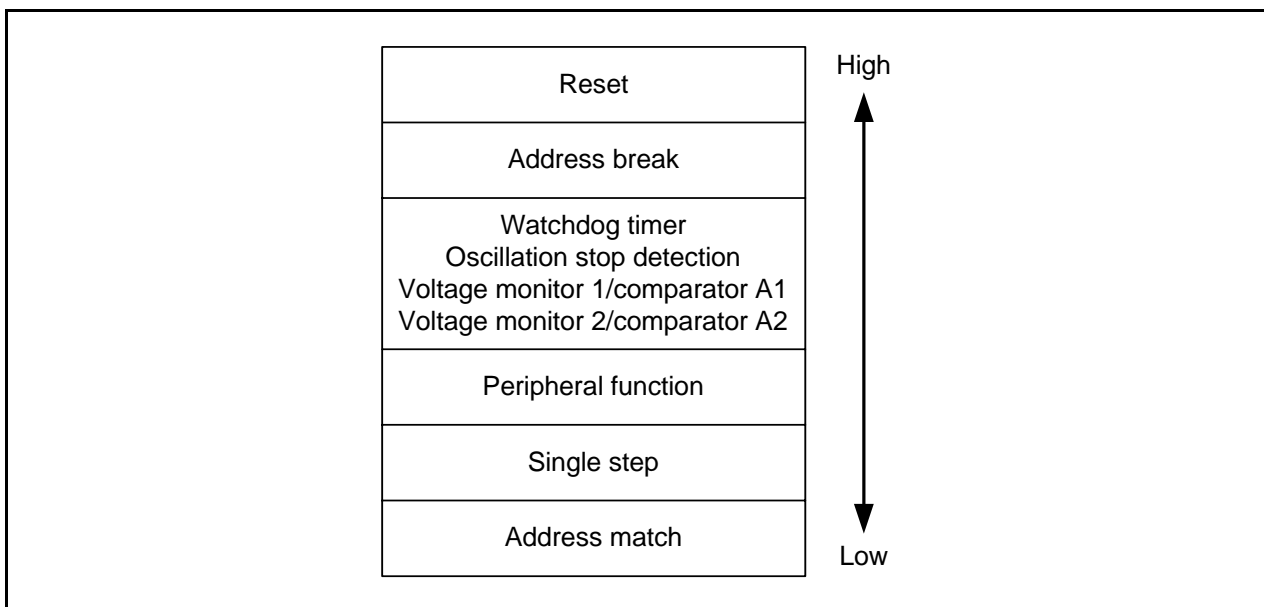 Reset
High
Address break
Watchdog timer
Oscillation stop detection
Voltage monitor 1/comparator A1
Voltage monitor 2/comparator A2
Peripheral function
Single step
Address match
Low